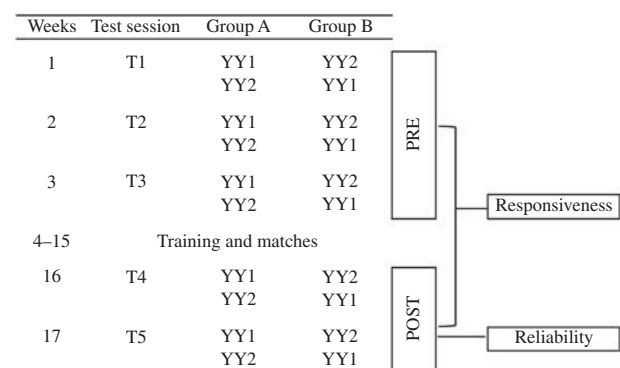 Weeks Test session Group A Group B
1 T1 YY1 YY2
YY2 YY1
2 T2 YY1 YY2
YY2 YY1
PRE
3 T3 YY1 YY2
YY2 YY1
Responsiveness
4–15 Training and matches
16 T4 YY1 YY2
YY2 YY1
POST
17 T5 YY1 YY2
YY2 YY1
Reliability